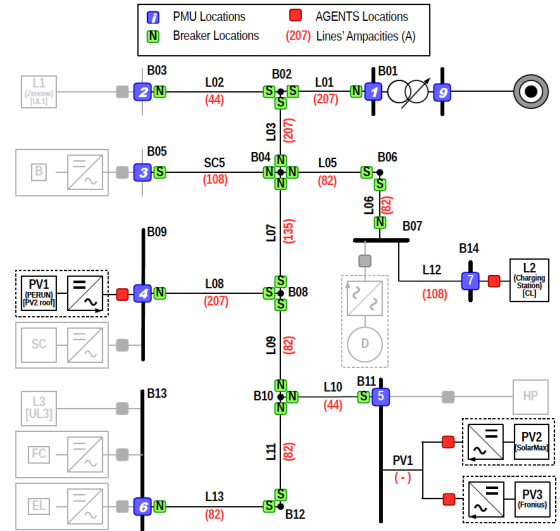 i PMU Locations AGENTS Locations
N Breaker Locations (207) Lines' Ampacities (A)
L1
(Zenone)
[UL1]
B03
2 N
L02
(44)
B02
S S
S
L01
(207)
B01
N 1
9
L03
(207)
B
B05
3 S
SC5
(108)
B04
N
N N
N
L05
(82)
B06
S
S
L06
(82)
N
B07
B09
L07
(135)
PV1
(PERUN)
[PV2 roof]
4 N
L08
(207)
S
S
S
B08
SC
D
L12
(108)
B14
7
L2
(Charging
Station)
[CL]
L09
(82)
L3
[UL3]
B13
N
B10 N
N
L10
(44)
B11
S 5
HP
FC
L11
(82)
PV1
( - )
PV2
(SolarMax)
EL
6 N
L13
(82)
S
S
B12
PV3
(Fronius)